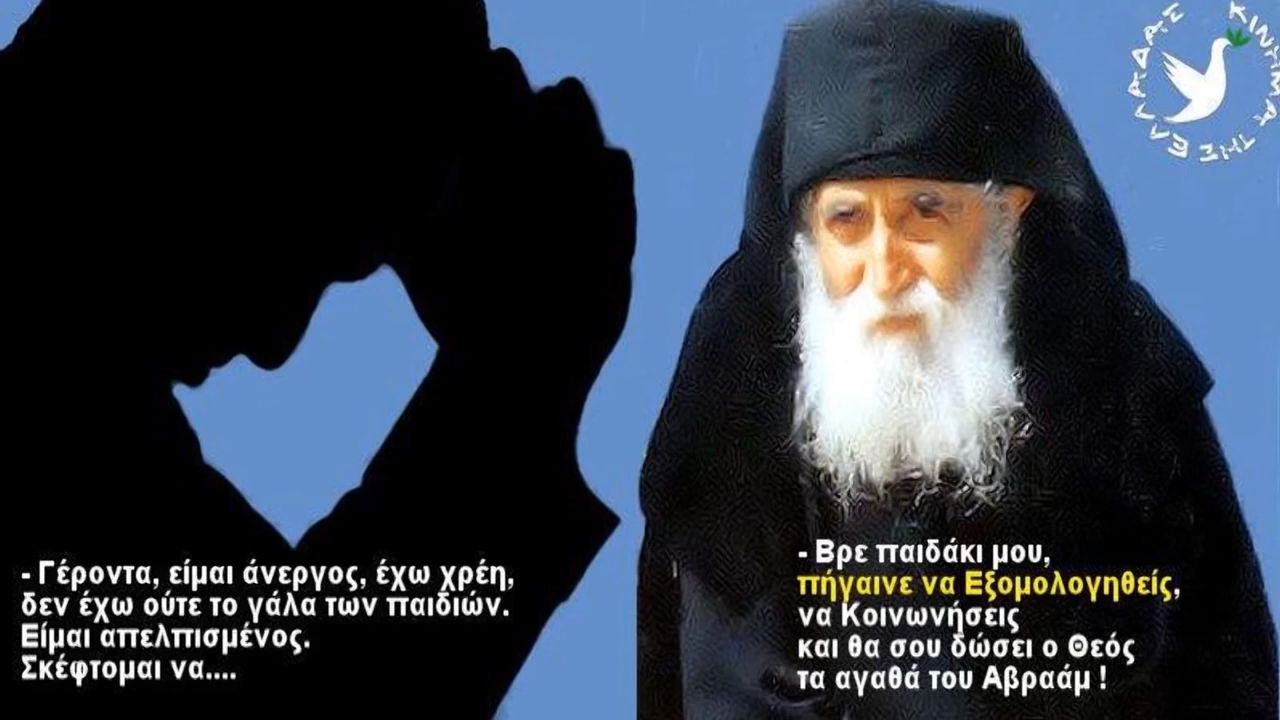 ΚΙΝΗΜΑ ΤΗΣ ΕΛΛΑΔΑΣ
- Γέροντα, είμαι άνεργος, έχω χρέη,
δεν έχω ούτε το γάλα των παιδιών.
Είμαι απελπισμένος.
Σκέφτομαι να....
- Βρε παιδάκι μου,
πήγαινε να Εξομολογηθείς,
να Κοινωνήσεις
και θα σου δώσει ο Θεός
τα αγαθά του Αβραάμ !